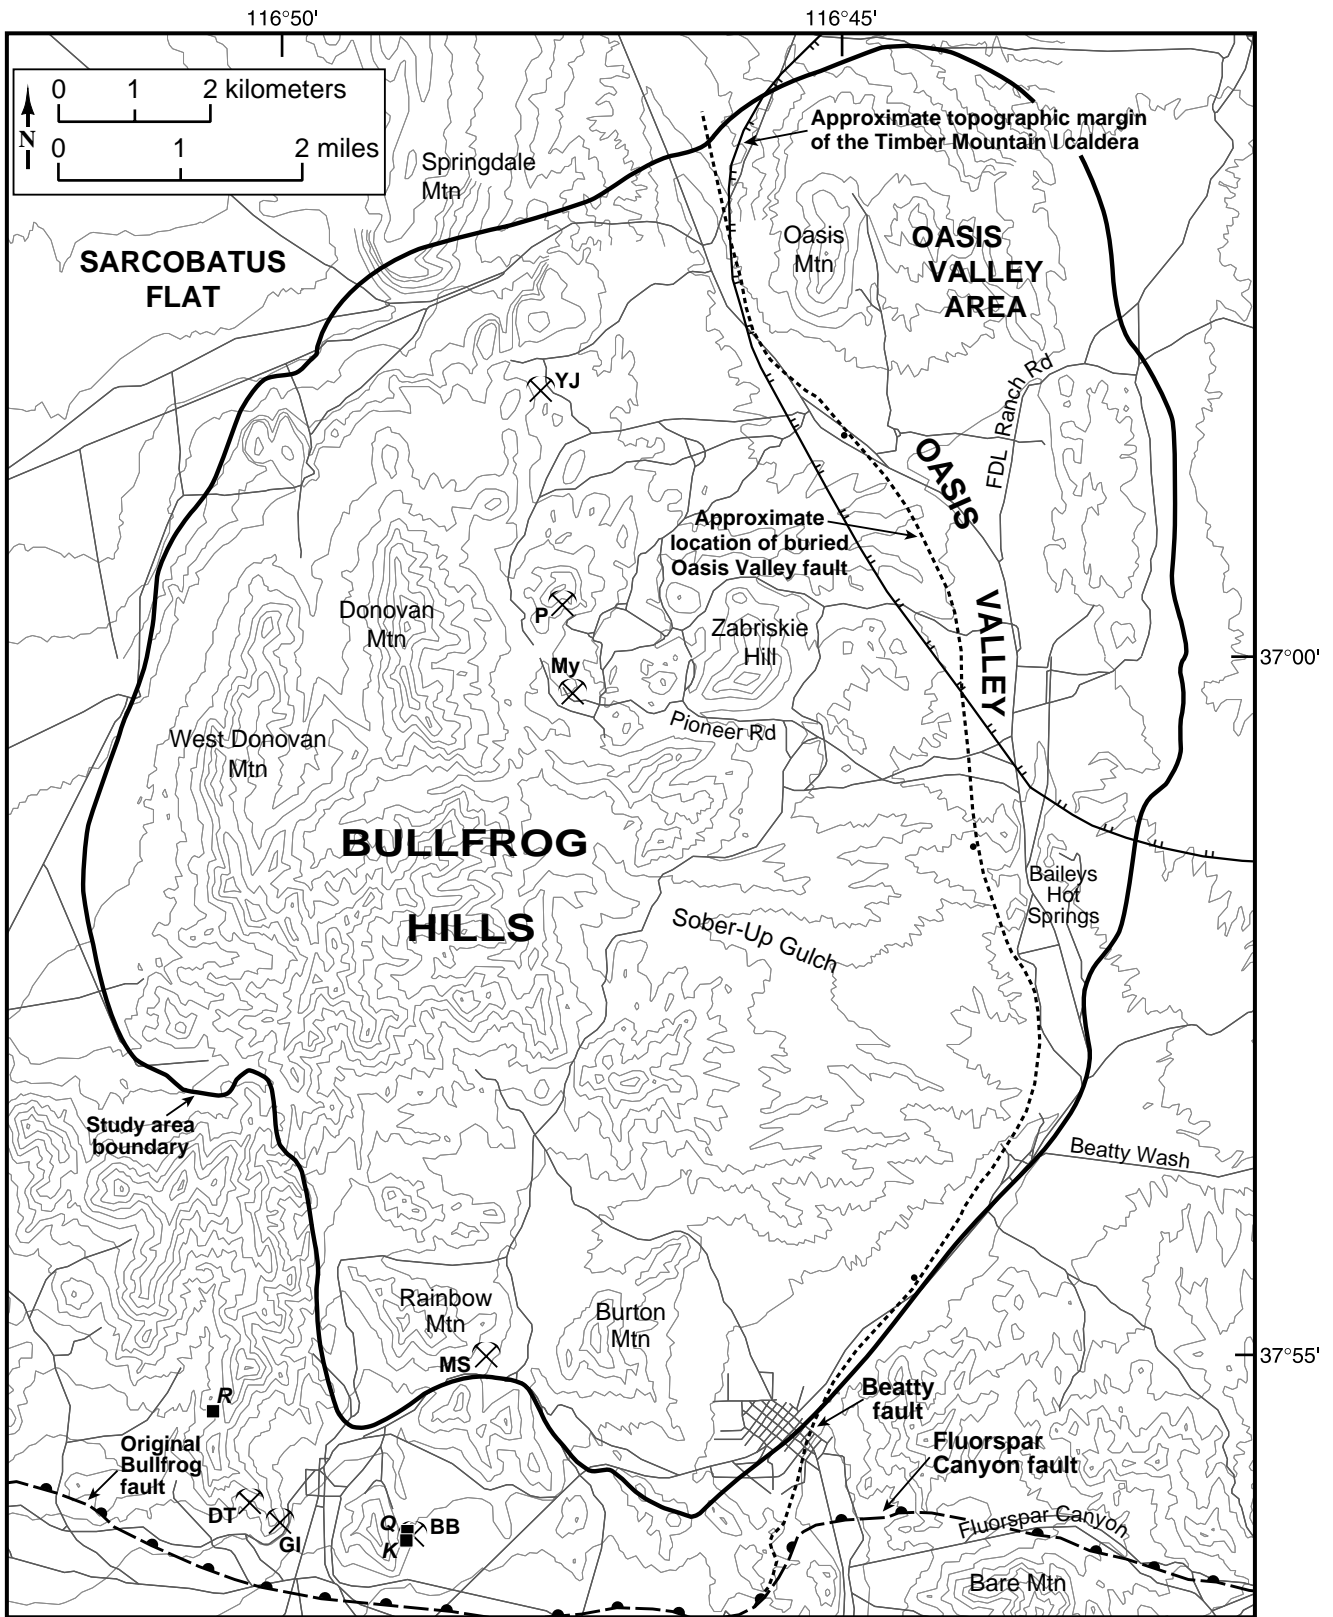 116°50'
116°45'
0 1 2 kilometers
N
0 1 2 miles
Approximate topographic margin
of the Timber Mountain I caldera
Springdale
Mtn
Oasis
Mtn
OASIS
VALLEY
AREA
SARCOBATUS
FLAT
YJ
FDL Ranch Rd
OASIS
VALLEY
Approximate
location of buried
Oasis Valley fault
Donovan
Mtn
P
Zabriskie
Hill
My
37°00'
Pioneer Rd
West Donovan
Mtn
BULLFROG
HILLS
Baileys
Hot
Springs
Sober-Up Gulch
Study area
boundary
Beatty Wash
Rainbow
Mtn
Burton
Mtn
MS
37°55'
R
Beatty
fault
Original
Bullfrog
fault
Fluorspar
Canyon fault
DT
GI
Q
BB
K
Fluorspar Canyon
Bare Mtn